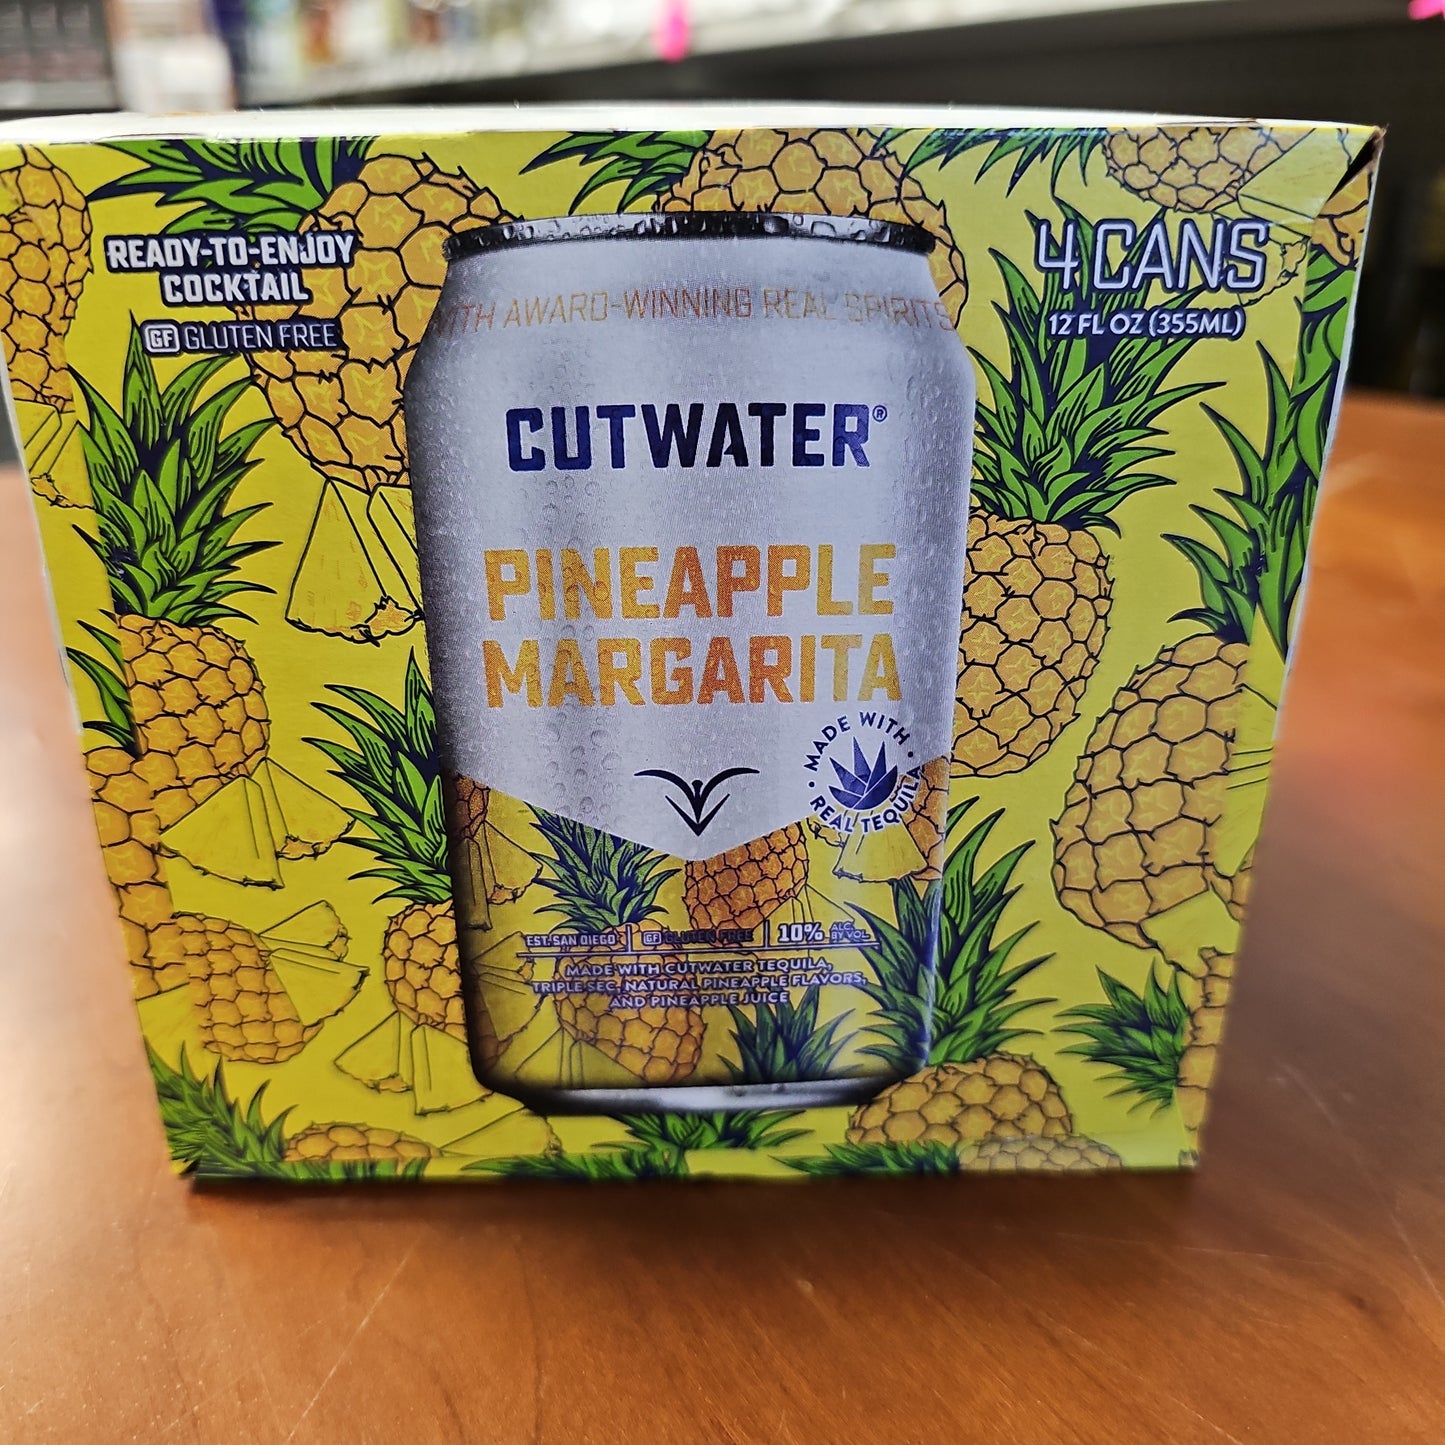 READY-TO-ENJOY
COCKTAIL
GF GLUTEN FREE
4 CANS
12 FL OZ (355ML)
WITH AWARD-WINNING REAL SPIRITS
CUTWATER®
PINEAPPLE
MARGARITA
• MADE WITH •
REAL TEQUILA
EST. SAN DIEGO | GF GLUTEN FREE | 10% ALC. BY VOL.
MADE WITH CUTWATER TEQUILA,
TRIPLE SEC, NATURAL PINEAPPLE FLAVORS,
AND PINEAPPLE JUICE